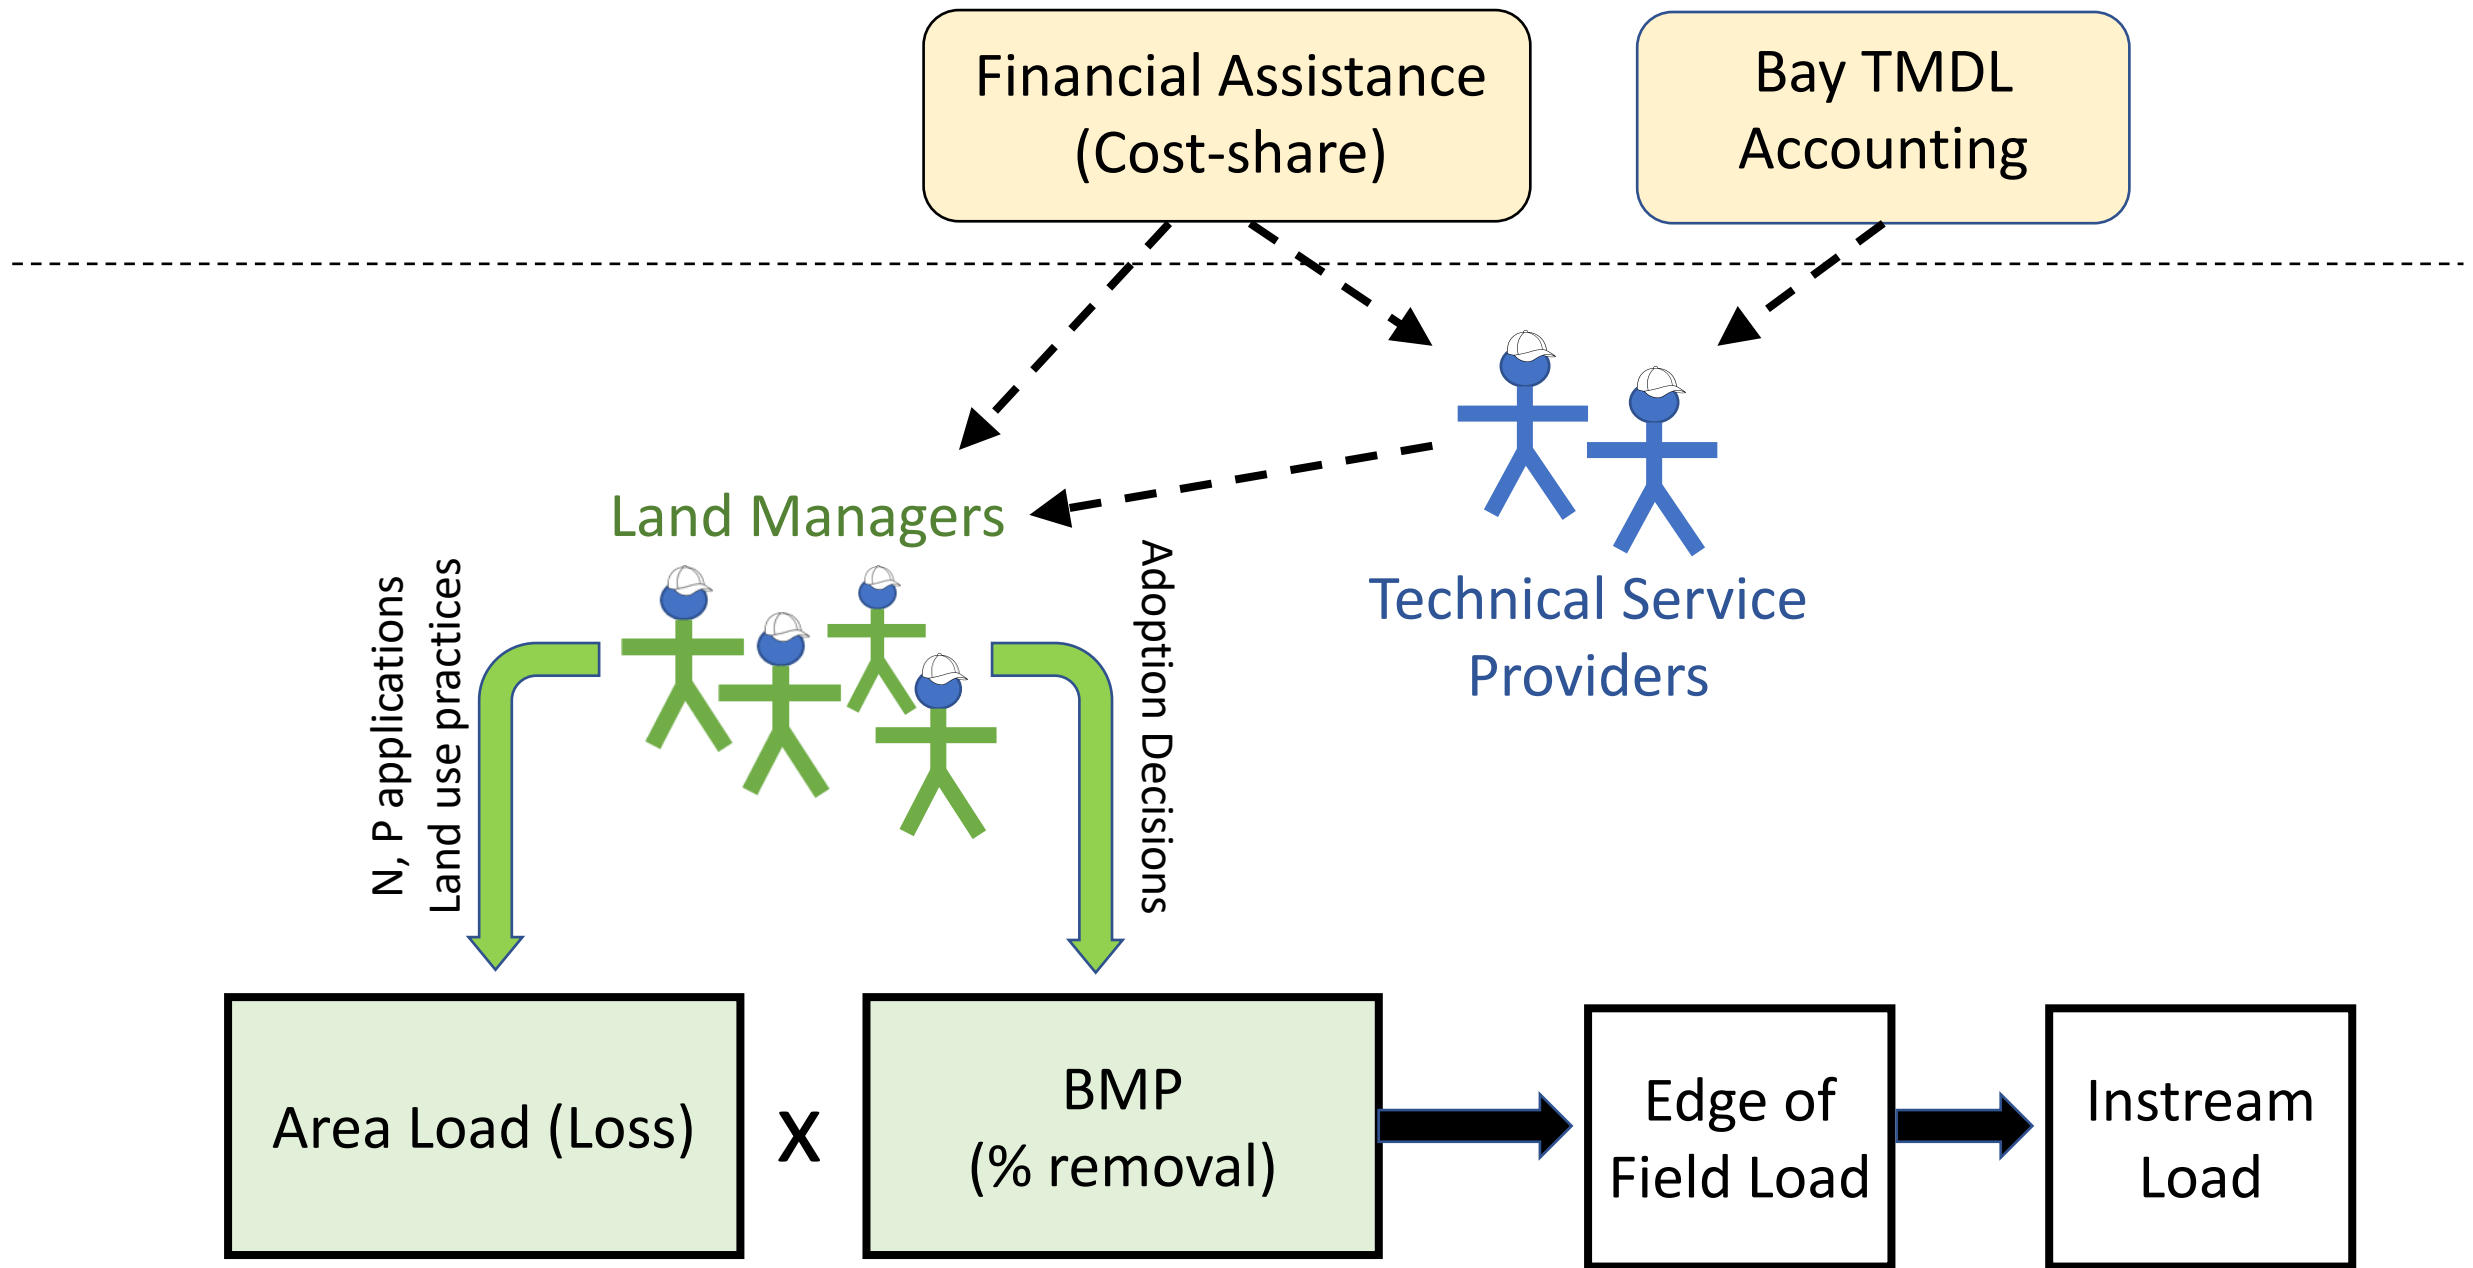 Financial Assistance
(Cost-share)
Bay TMDL
Accounting
Land Managers
Technical Service
Providers
N, P applications
Land use practices
Adoption Decisions
Area Load (Loss)
X
BMP
(% removal)
Edge of
Field Load
Instream
Load